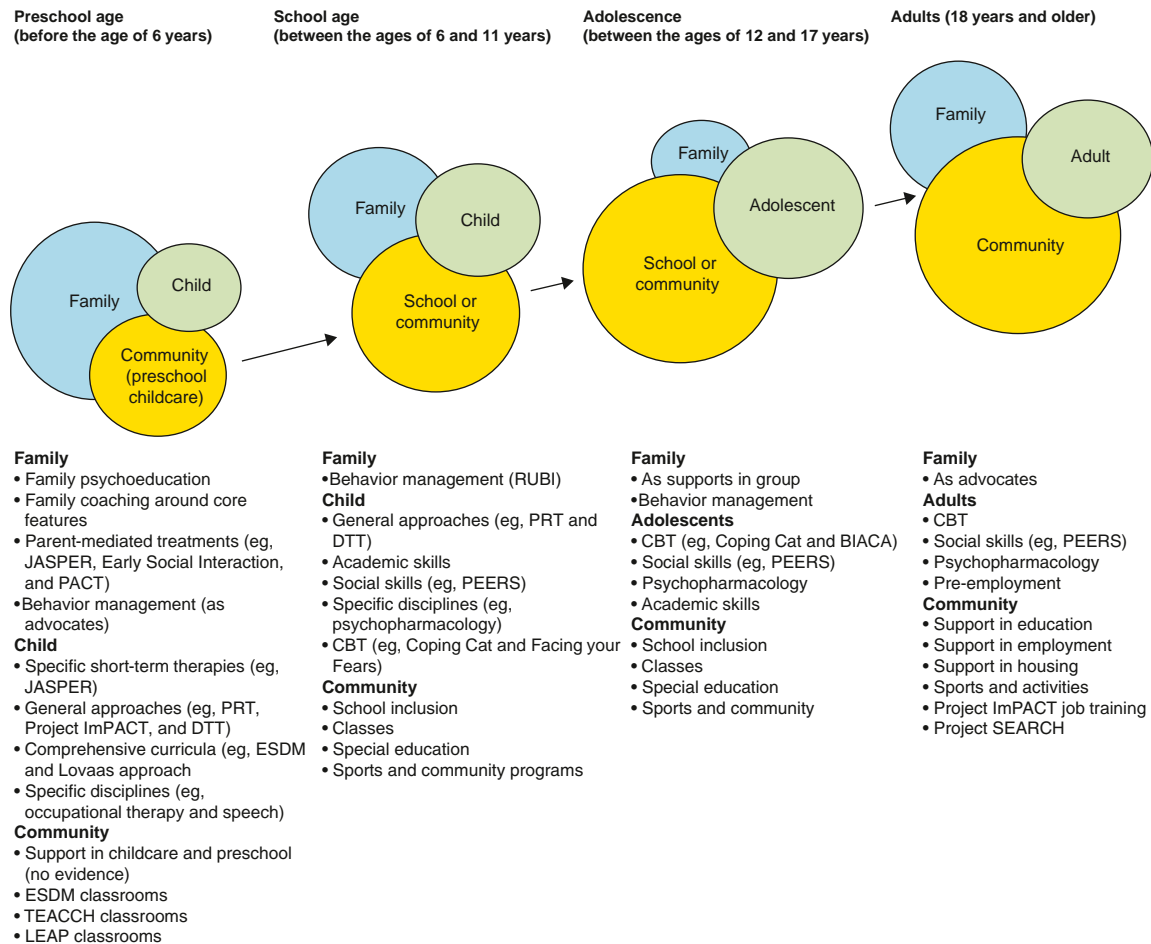 Preschool age
(before the age of 6 years)
School age
(between the ages of 6 and 11 years)
Adolescence
(between the ages of 12 and 17 years)
Adults (18 years and older)
Family
Child
Community
(preschool
childcare)
Family
Child
School or
community
Family
Adolescent
School or
community
Family
Adult
Community
Family
• Family psychoeducation
• Family coaching around core
features
• Parent-mediated treatments (eg,
JASPER, Early Social Interaction,
and PACT)
•Behavior management (as
advocates)
Child
• Specific short-term therapies (eg,
JASPER)
• General approaches (eg, PRT,
Project ImPACT, and DTT)
• Comprehensive curricula (eg, ESDM
and Lovaas approach
• Specific disciplines (eg,
occupational therapy and speech)
Community
• Support in childcare and preschool
(no evidence)
• ESDM classrooms
• TEACCH classrooms
• LEAP classrooms
Family
•Behavior management (RUBI)
Child
• General approaches (eg, PRT and
DTT)
• Academic skills
• Social skills (eg, PEERS)
• Specific disciplines (eg,
psychopharmacology)
• CBT (eg, Coping Cat and Facing your
Fears)
Community
• School inclusion
• Classes
• Special education
• Sports and community programs
Family
• As supports in group
•Behavior management
Adolescents
• CBT (eg, Coping Cat and BIACA)
• Social skills (eg, PEERS)
• Psychopharmacology
• Academic skills
Community
• School inclusion
• Classes
• Special education
• Sports and community
Family
• As advocates
Adults
• CBT
• Social skills (eg, PEERS)
• Psychopharmacology
• Pre-employment
Community
• Support in education
• Support in employment
• Support in housing
• Sports and activities
• Project ImPACT job training
• Project SEARCH